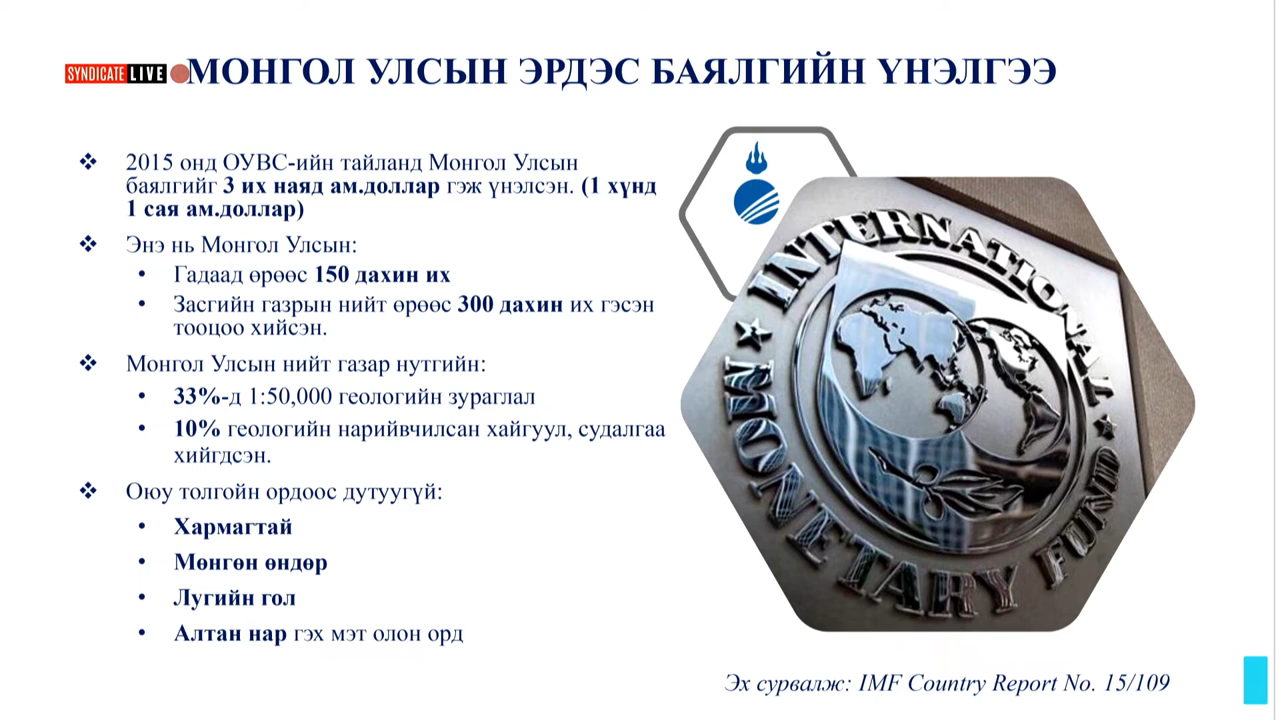 SYNDICATE LIVE
МОНГОЛ УЛСЫН ЭРДЭС БАЯЛГИЙН ҮНЭЛГЭЭ
❖ 2015 онд ОУВС-ийн тайланд Монгол Улсын
баялгийг 3 их наяд ам.доллар гэж үнэлсэн. (1 хүнд
1 сая ам.доллар)
❖ Энэ нь Монгол Улсын:
• Гадаад өрөөс 150 дахин их
• Засгийн газрын нийт өрөөс 300 дахин их гэсэн
тооцоо хийсэн.
❖ Монгол Улсын нийт газар нутгийн:
• 33%-д 1:50,000 геологийн зураглал
• 10% геологийн нарийвчилсан хайгуул, судалгаа
хийгдсэн.
❖ Оюу толгойн ордоос дутуугүй:
• Хармагтай
• Мөнгөн өндөр
• Лугийн гол
• Алтан нар гэх мэт олон орд
INTERNATIONAL
MONETARY FUND
Эх сурвалж: IMF Country Report No. 15/109